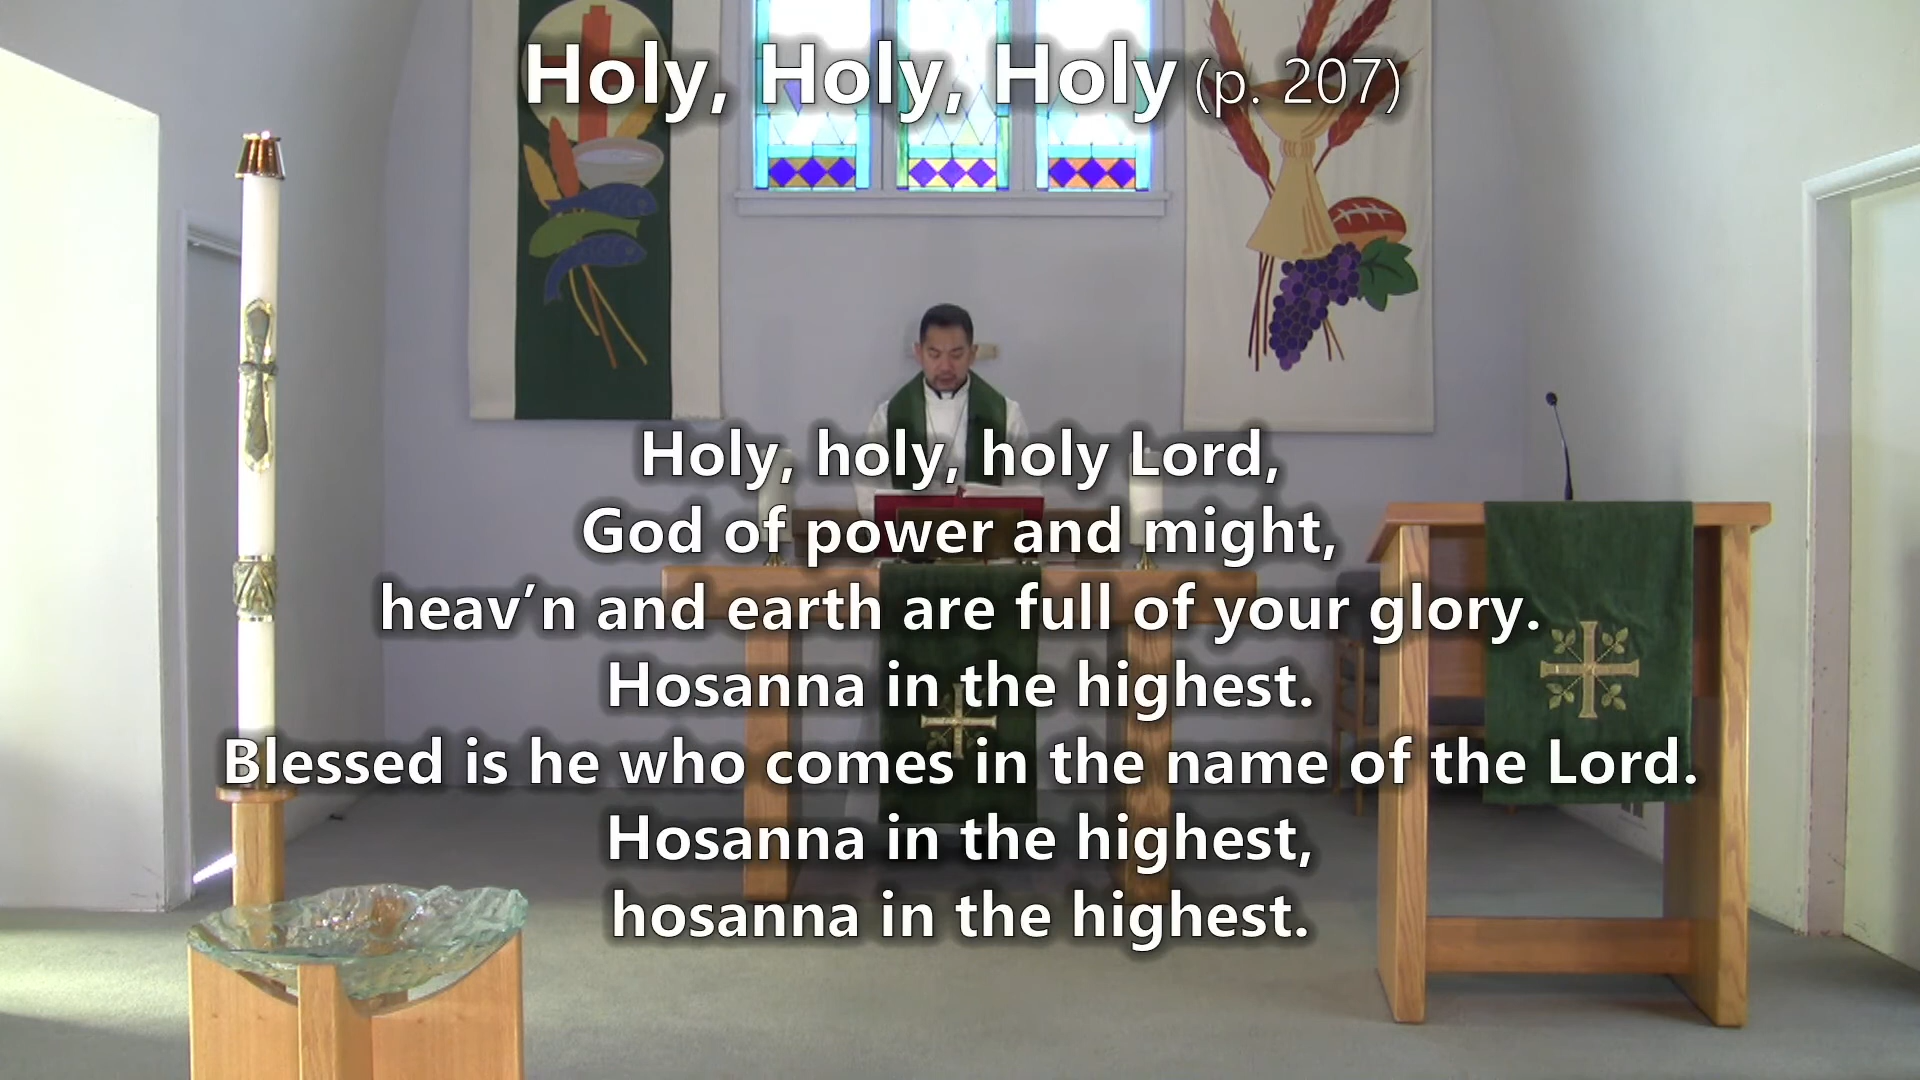 Holy, Holy, Holy (p. 207)
Holy, holy, holy Lord,
God of power and might,
heav’n and earth are full of your glory.
Hosanna in the highest.
Blessed is he who comes in the name of the Lord.
Hosanna in the highest,
hosanna in the highest.